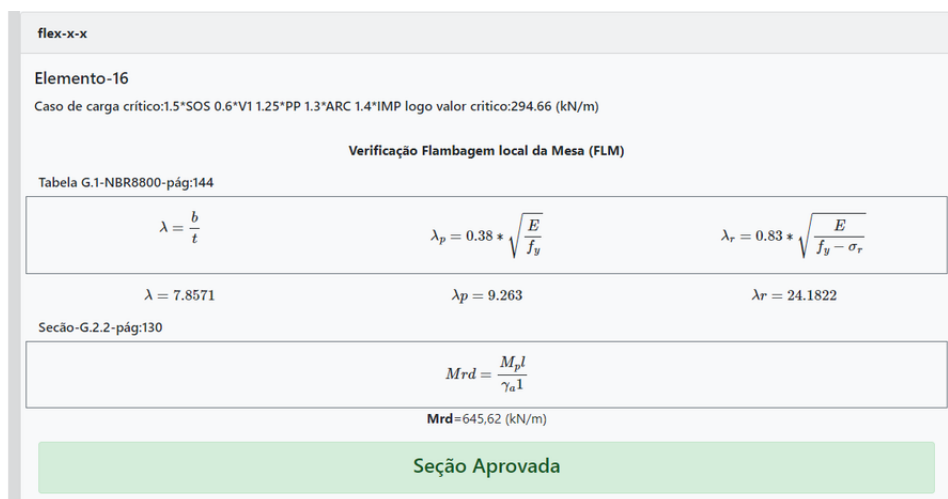 flex-x-x
Elemento-16
Caso de carga crítico:1.5*SOS 0.6*V1 1.25*PP 1.3*ARC 1.4*IMP logo valor critico:294.66 (kN/m)
Verificação Flambagem local da Mesa (FLM)
Tabela G.1-NBR8800-pág:144
λ = b/t λp = 0.38 * √(E/fy) λr = 0.83 * √(E/(fy − σr))
λ = 7.8571 λp = 9.263 λr = 24.1822
Secão-G.2.2-pág:130
Mrd = Mpl/γa1
Mrd=645,62 (kN/m)
Seção Aprovada